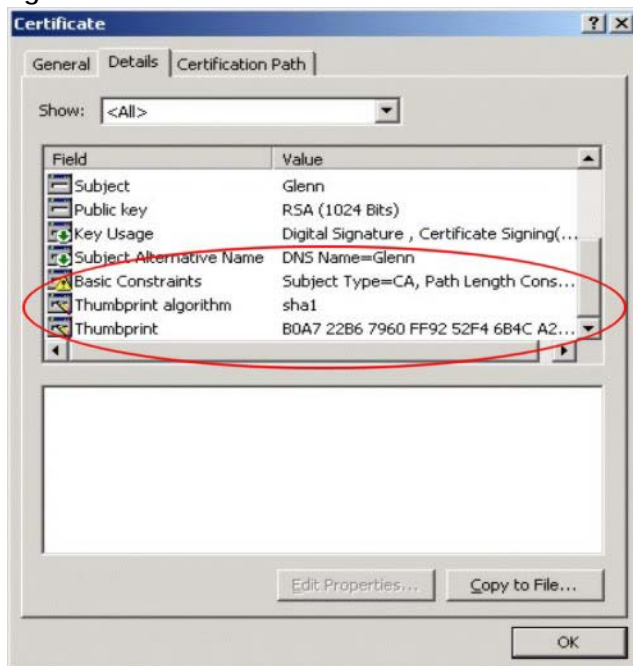 Certificate
General Details Certification Path
Show: <All>
Field Value
Subject Glenn
Public key RSA (1024 Bits)
Key Usage Digital Signature , Certificate Signing(...
Subject Alternative Name DNS Name=Glenn
Basic Constraints Subject Type=CA, Path Length Cons...
Thumbprint algorithm sha1
Thumbprint B0A7 22B6 7960 FF92 52F4 6B4C A2...
Edit Properties... Copy to File...
OK